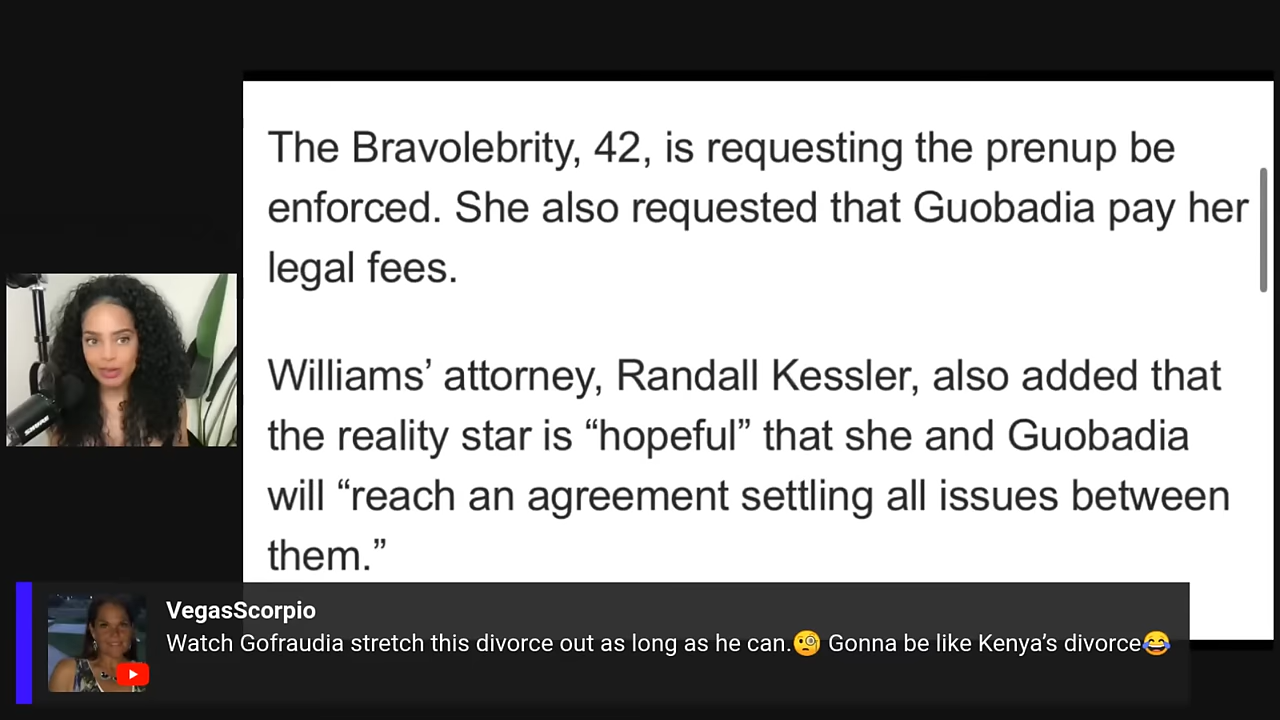 The Bravolebrity, 42, is requesting the prenup be
enforced. She also requested that Guobadia pay her
legal fees.
Williams’ attorney, Randall Kessler, also added that
the reality star is “hopeful” that she and Guobadia
will “reach an agreement settling all issues between
them.”
SHURE
VegasScorpio
Watch Gofraudia stretch this divorce out as long as he can.🧐 Gonna be like Kenya’s divorce😂